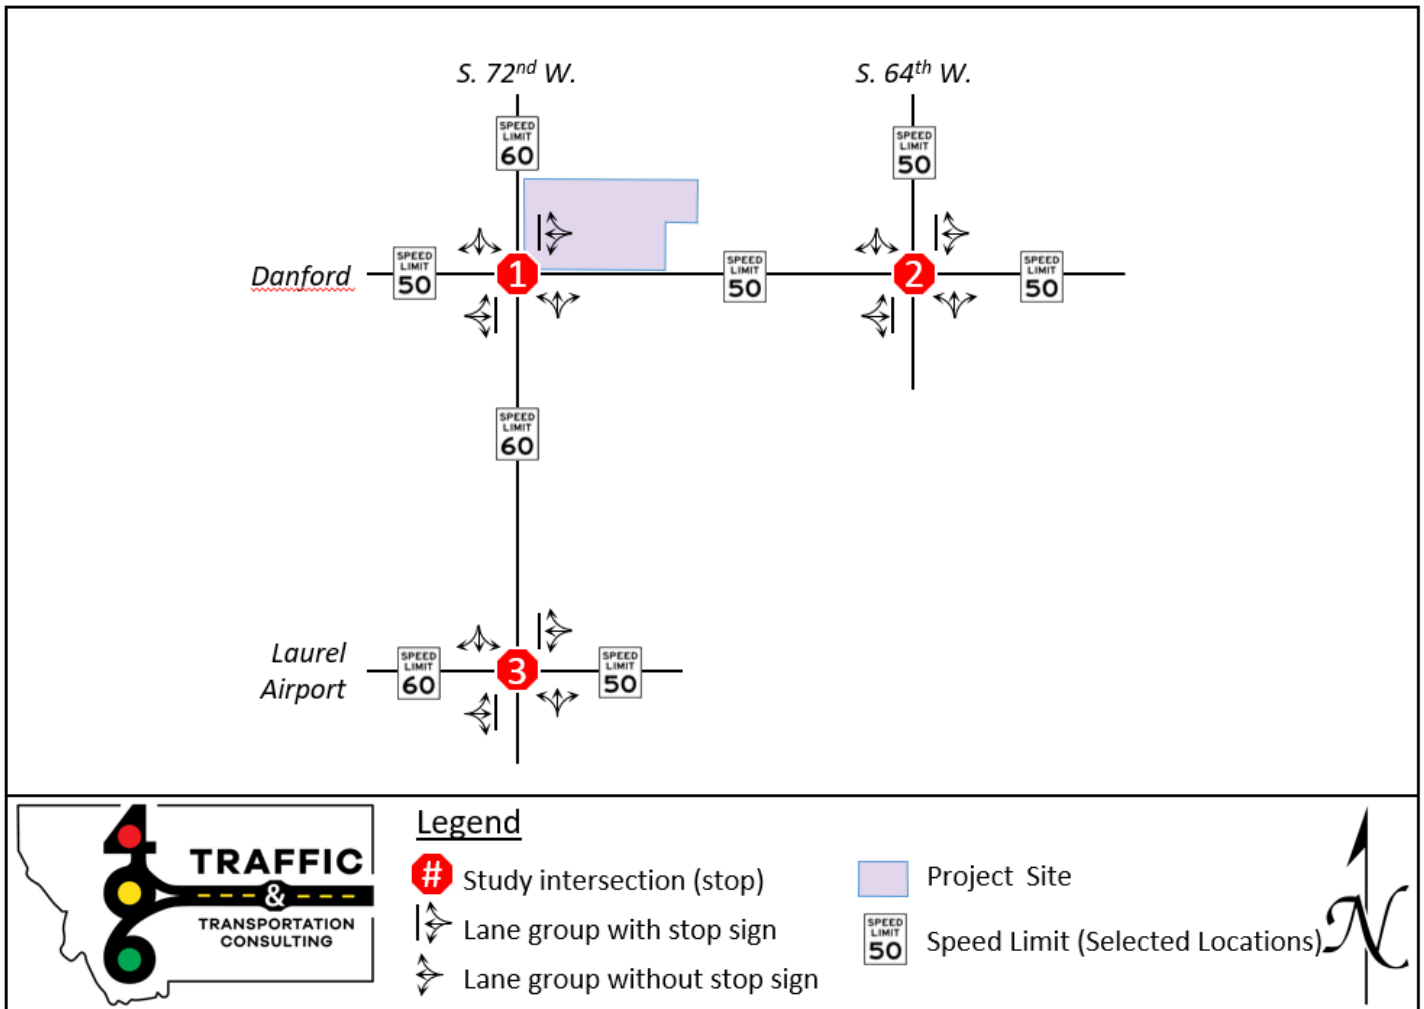 S. 72nd W.
S. 64th W.
SPEED
LIMIT
60
SPEED
LIMIT
50
Danford
SPEED
LIMIT
50
1
SPEED
LIMIT
50
2
SPEED
LIMIT
50
SPEED
LIMIT
60
Laurel
Airport
SPEED
LIMIT
60
3
SPEED
LIMIT
50
406
TRAFFIC
&
TRANSPORTATION
CONSULTING
Legend
# Study intersection (stop)
Lane group with stop sign
Lane group without stop sign
Project Site
SPEED
LIMIT
50
Speed Limit (Selected Locations)
N